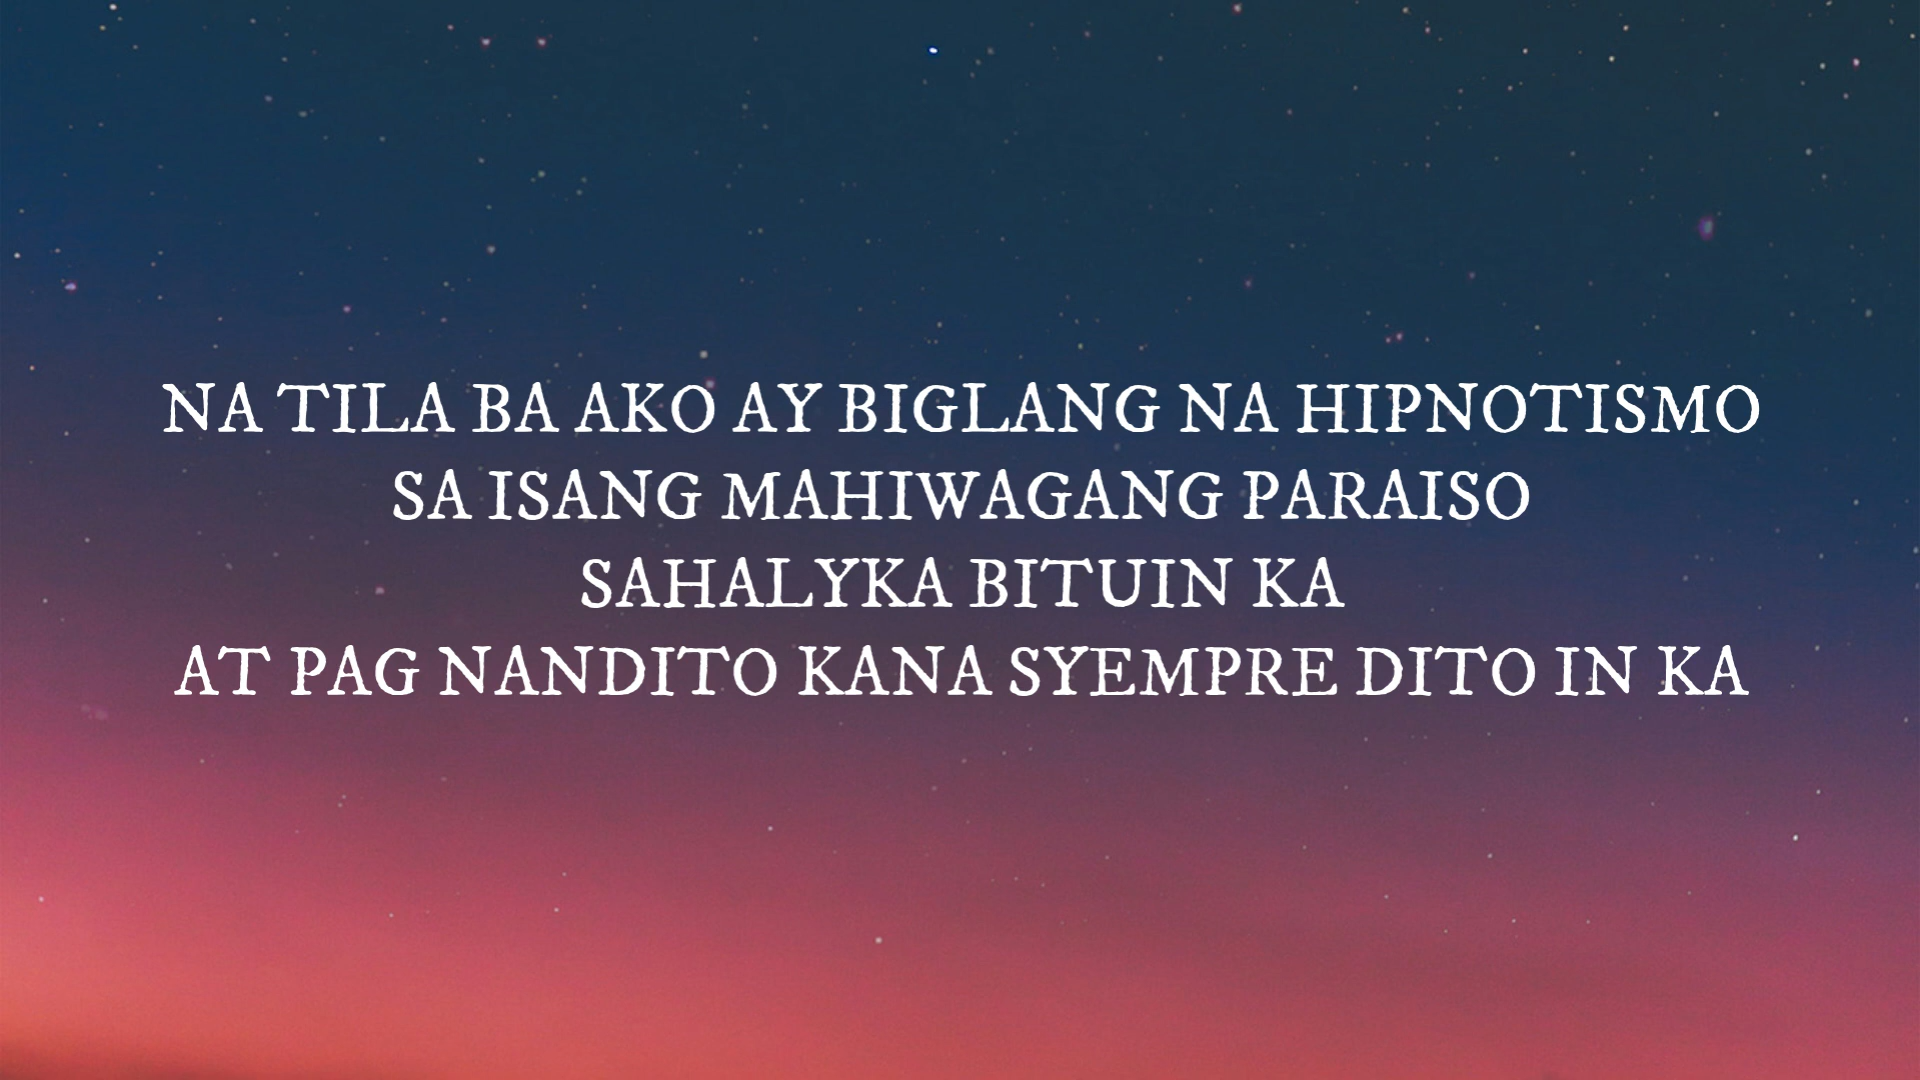 NA TILA BA AKO AY BIGLANG NA HIPNOTISMO
SA ISANG MAHIWAGANG PARAISO
SAHALYKA BITUIN KA
AT PAG NANDITO KANA SYEMPRE DITO IN KA